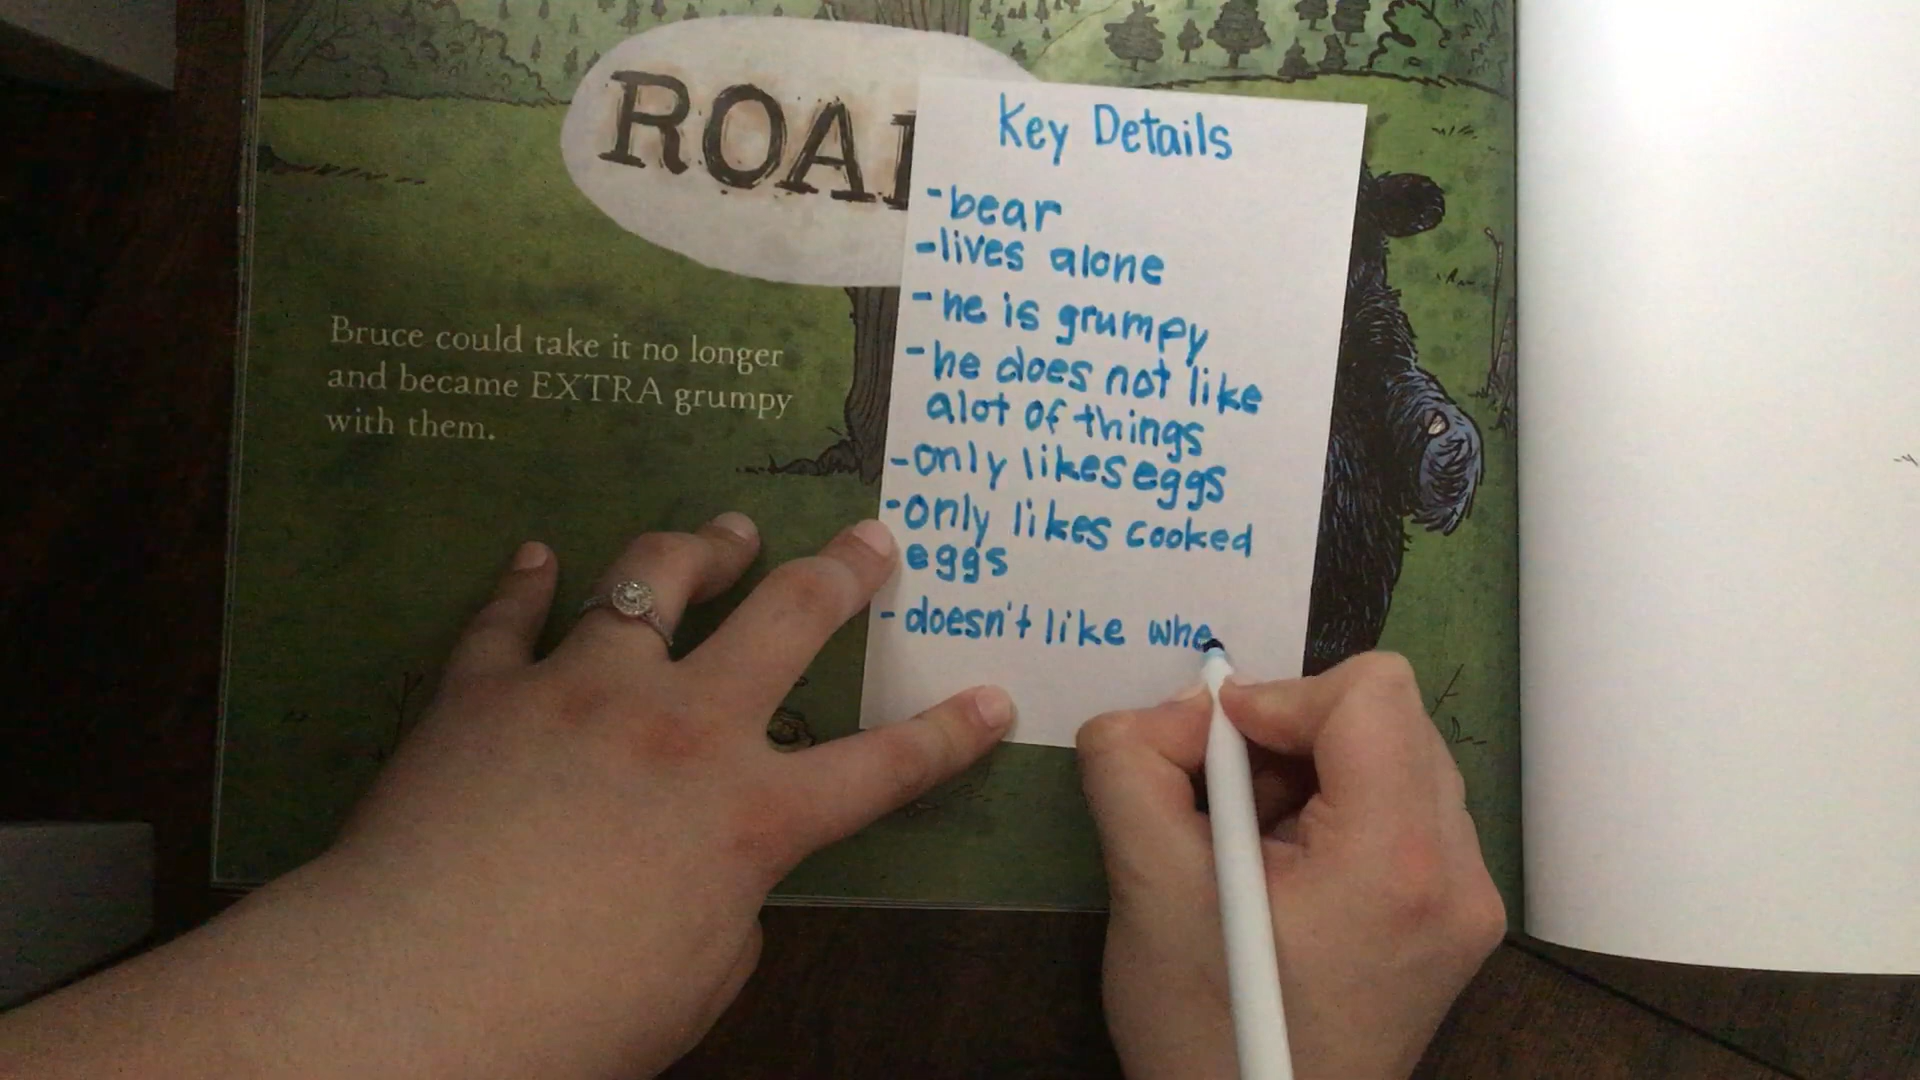 ROA
Key Details
-bear
-lives alone
-he is grumpy
-he does not like
alot of things
-only likes eggs
-only likes cooked
eggs
-doesn't like whe
Bruce could take it no longer
and became EXTRA grumpy
with them.